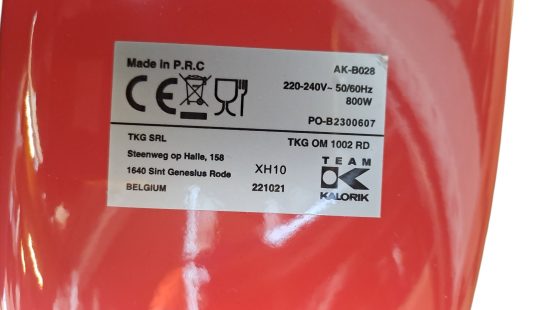 Made in P.R.C
AK-B028
220-240V~ 50/60Hz
800W
CE
PO-B2300607
TKG SRL
TKG OM 1002 RD
Steenweg op Halle, 158
1640 Sint Genesius Rode
BELGIUM
XH10
221021
TEAM
K
KALORIK